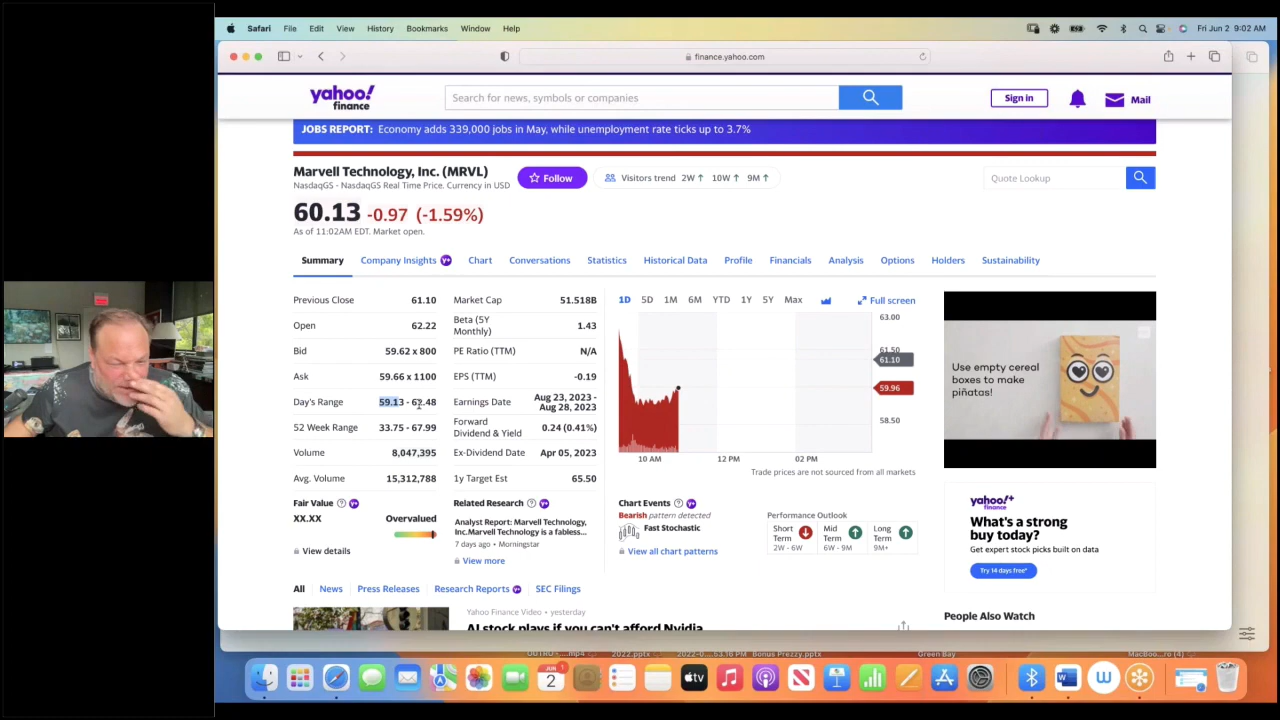 Safari File Edit View History Bookmarks Window Help
Fri Jun 2 9:02 AM
finance.yahoo.com
yahoo!
finance
Search for news, symbols or companies
Sign in
Mail
JOBS REPORT: Economy adds 339,000 jobs in May, while unemployment rate ticks up to 3.7%
Marvell Technology, Inc. (MRVL)
NasdaqGS - NasdaqGS Real Time Price. Currency in USD
Follow
Visitors trend 2W ↑ 10W ↑ 9M ↑
Quote Lookup
60.13 -0.97 (-1.59%)
As of 11:02AM EDT. Market open.
Summary Company Insights Y+ Chart Conversations Statistics Historical Data Profile Financials Analysis Options Holders Sustainability
Previous Close 61.10
Open 62.22
Bid 59.62 x 800
Ask 59.66 x 1100
Day's Range 59.13 - 62.48
52 Week Range 33.75 - 67.99
Volume 8,047,395
Avg. Volume 15,312,788
Market Cap 51.518B
Beta (5Y
Monthly) 1.43
PE Ratio (TTM) N/A
EPS (TTM) -0.19
Earnings Date Aug 23, 2023 -
Aug 28, 2023
Forward
Dividend & Yield 0.24 (0.41%)
Ex-Dividend Date Apr 05, 2023
1y Target Est 65.50
1D 5D 1M 6M YTD 1Y 5Y Max
Full screen
63.00
61.50
61.10
59.96
58.50
10 AM 12 PM 02 PM
Trade prices are not sourced from all markets
Use empty cereal
boxes to make
piñatas!
Fair Value
XX.XX Overvalued
View details
Related Research
Analyst Report: Marvell Technology,
Inc.Marvell Technology is a fabless...
7 days ago • Morningstar
View more
Chart Events
Bearish pattern detected
Fast Stochastic
View all chart patterns
Performance Outlook
Short
Term
2W - 6W
Mid
Term
6W - 9M
Long
Term
9M+
yahoo!+
finance
What's a strong
buy today?
Get expert stock picks built on data
Try 14 days free*
All News Press Releases Research Reports Y+ SEC Filings
Yahoo Finance Video • yesterday
AI stock plays if you can't afford Nvidia
People Also Watch
2022.pptx
Bonus Prezzy.pptx
Green Bay
JUN
2
tv